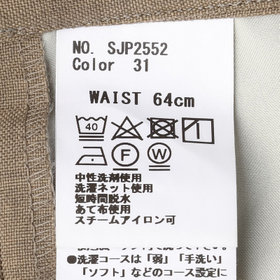 NO. SJP2552
Color 31
WAIST 64cm
40
F W
中性洗剤使用
洗濯ネット使用
短時間脱水
あて布使用
スチームアイロン可
●洗濯コースは「弱」「手洗い」
「ソフト」などのコース設定に